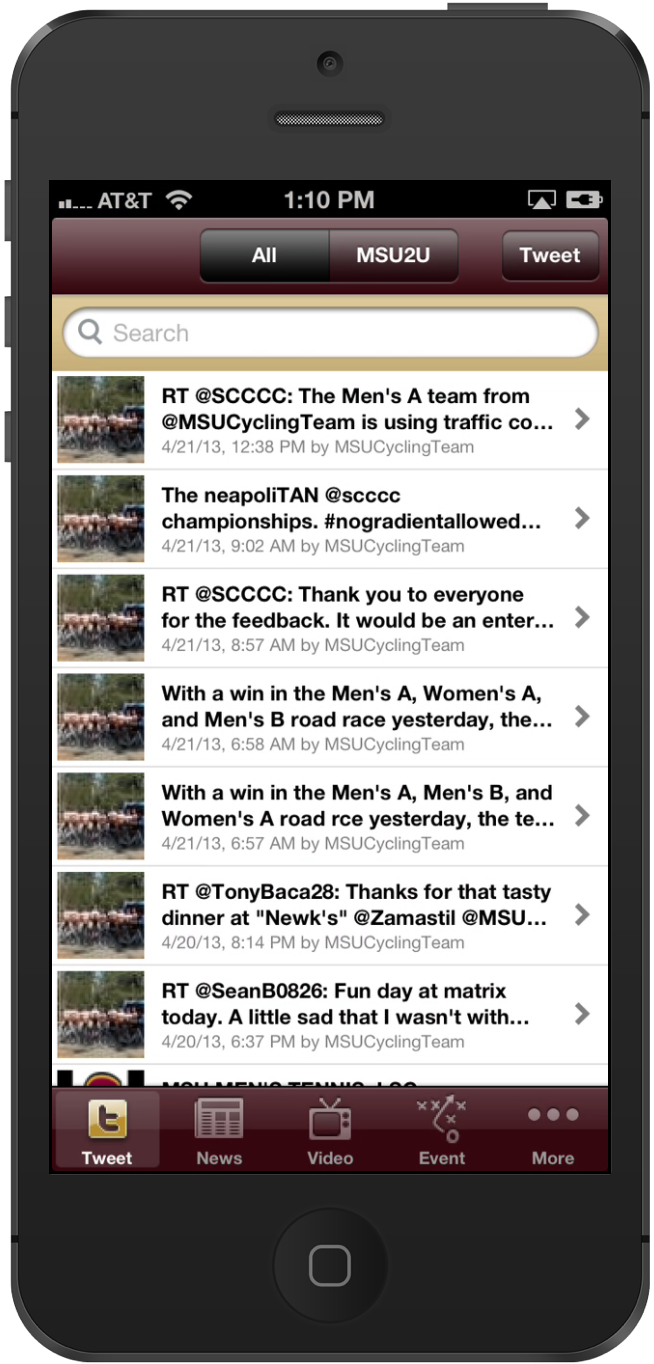 AT&T 1:10 PM
All MSU2U Tweet
Search
RT @SCCCC: The Men's A team from
@MSUCyclingTeam is using traffic co...
4/21/13, 12:38 PM by MSUCyclingTeam
The neapoliTAN @scccc
championships. #nogradientallowed...
4/21/13, 9:02 AM by MSUCyclingTeam
RT @SCCCC: Thank you to everyone
for the feedback. It would be an enter...
4/21/13, 8:57 AM by MSUCyclingTeam
With a win in the Men's A, Women's A,
and Men's B road race yesterday, the...
4/21/13, 6:58 AM by MSUCyclingTeam
With a win in the Men's A, Men's B, and
Women's A road rce yesterday, the te...
4/21/13, 6:57 AM by MSUCyclingTeam
RT @TonyBaca28: Thanks for that tasty
dinner at "Newk's" @Zamastil @MSU...
4/20/13, 8:14 PM by MSUCyclingTeam
RT @SeanB0826: Fun day at matrix
today. A little sad that I wasn't with...
4/20/13, 6:37 PM by MSUCyclingTeam
MSU MEN'S TENNIS
Tweet News Video Event More